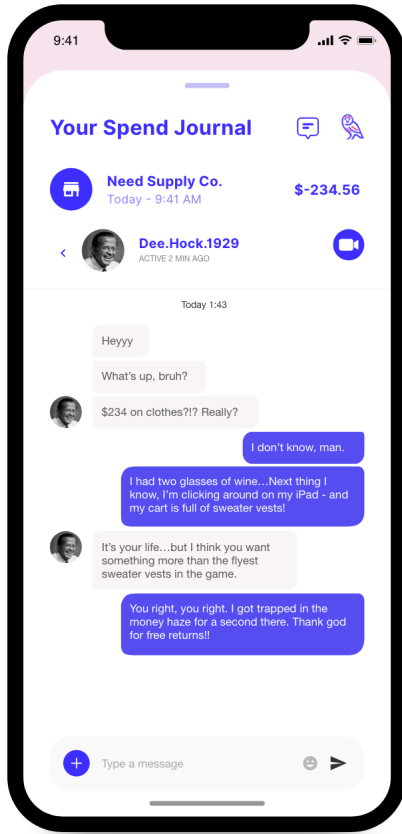 9:41
Your Spend Journal
Need Supply Co.
Today - 9:41 AM
$-234.56
Dee.Hock.1929
ACTIVE 2 MIN AGO
Today 1:43
Heyyy
What's up, bruh?
$234 on clothes?!? Really?
I don't know, man.
I had two glasses of wine...Next thing I
know, I'm clicking around on my iPad - and
my cart is full of sweater vests!
It's your life...but I think you want
something more than the flyest
sweater vests in the game.
You right, you right. I got trapped in the
money haze for a second there. Thank god
for free returns!!
Type a message